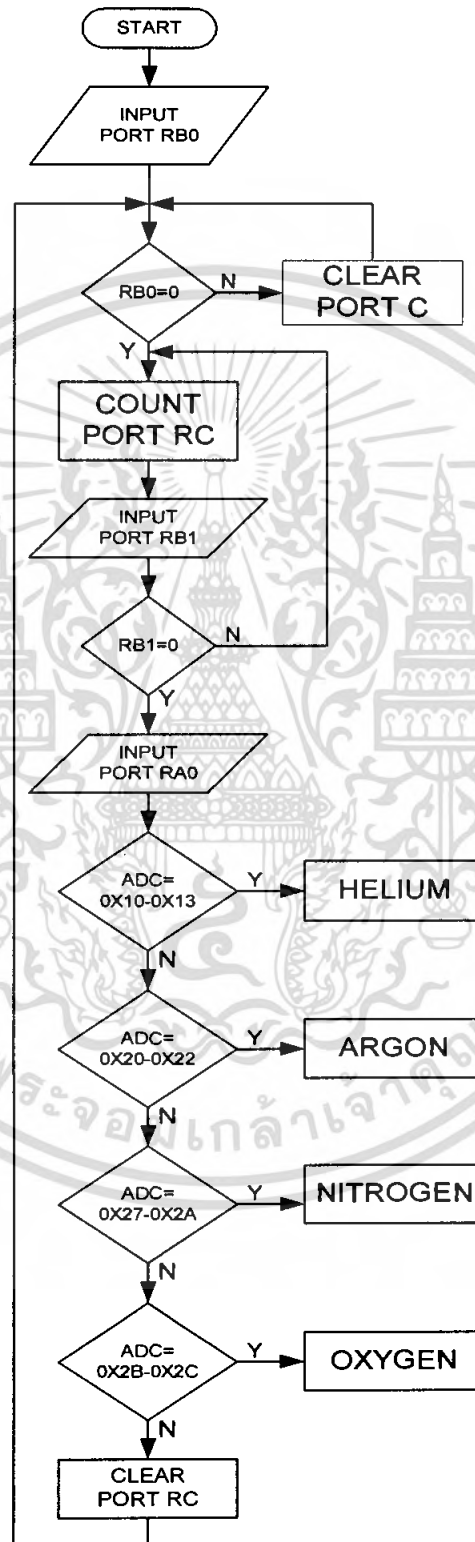 START
INPUT
PORT RB0
RB0=0
N
CLEAR
PORT C
Y
COUNT
PORT RC
INPUT
PORT RB1
RB1=0
N
Y
INPUT
PORT RA0
ADC=
0X10-0X13
Y
HELIUM
N
ADC=
0X20-0X22
Y
ARGON
N
ADC=
0X27-0X2A
Y
NITROGEN
N
ADC=
0X2B-0X2C
Y
OXYGEN
N
CLEAR
PORT RC